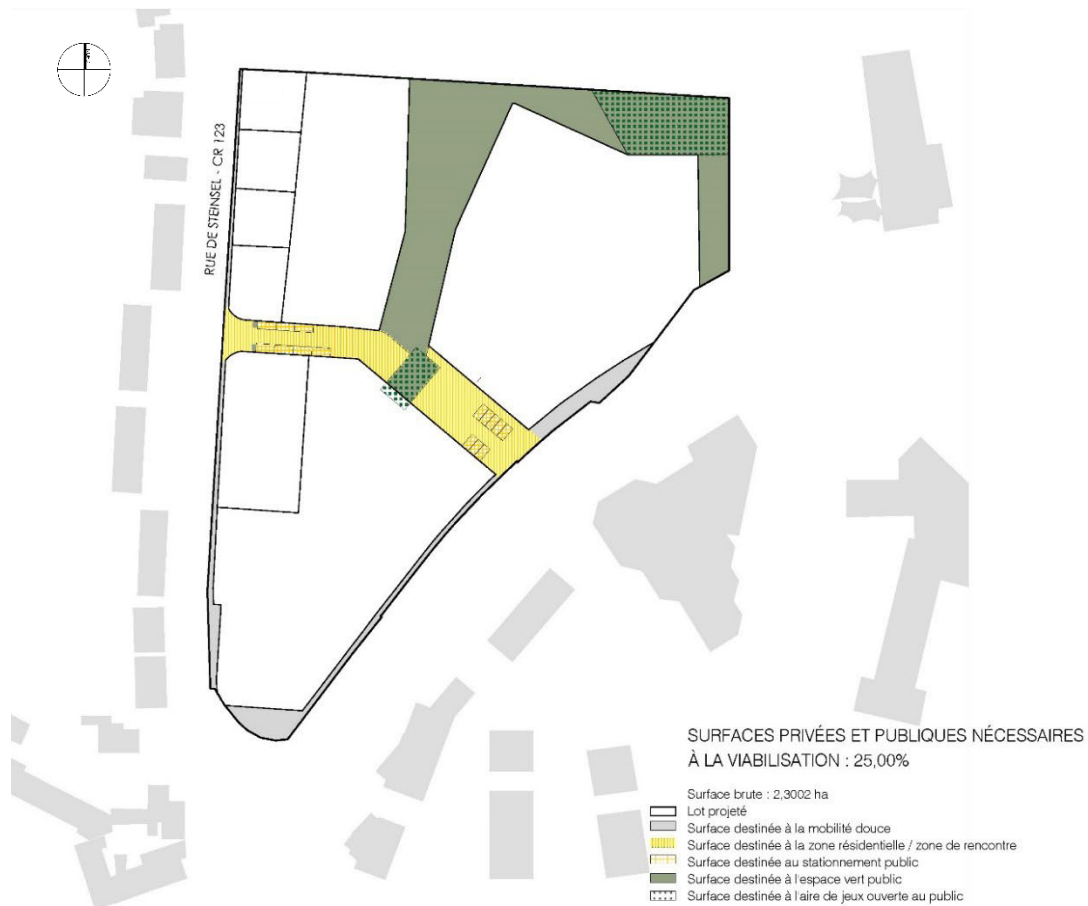 RUE DE STEINSEL - CR 123
SURFACES PRIVÉES ET PUBLIQUES NÉCESSAIRES
À LA VIABILISATION : 25,00%
Surface brute : 2,3002 ha
Lot projeté
Surface destinée à la mobilité douce
Surface destinée à la zone résidentielle / zone de rencontre
Surface destinée au stationnement public
Surface destinée à l'espace vert public
Surface destinée à l'aire de jeux ouverte au public